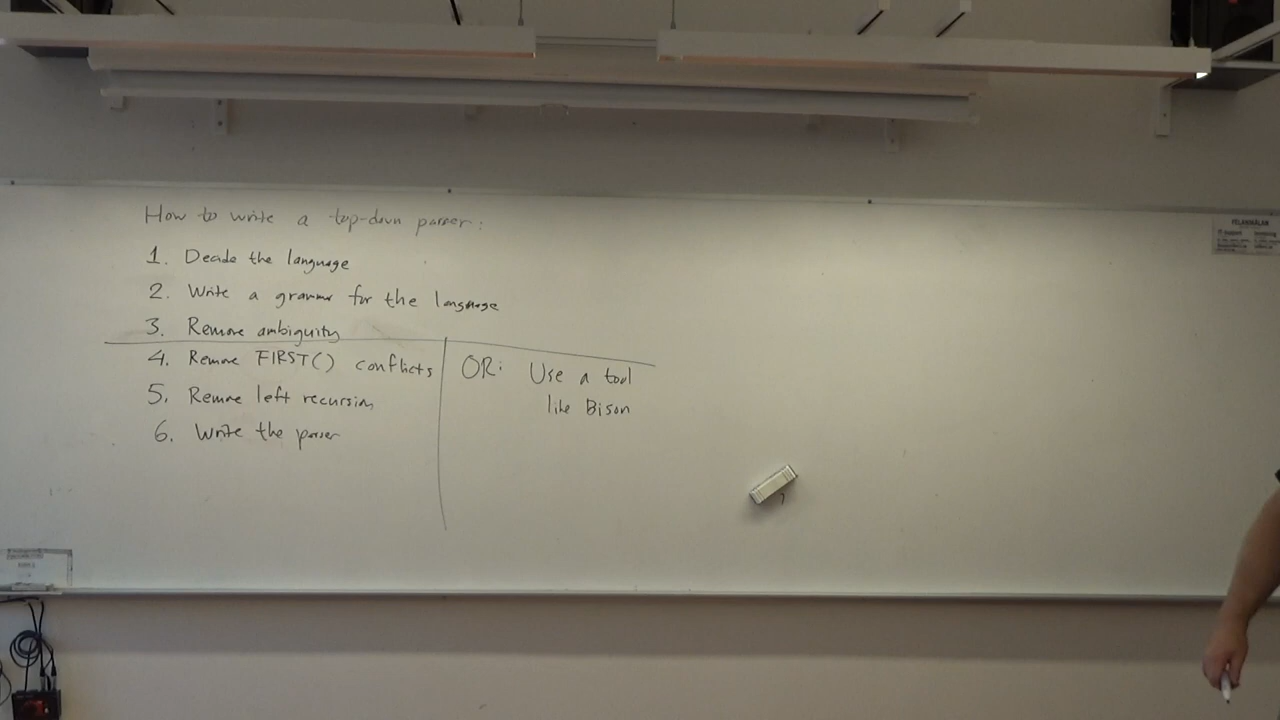 How to write a top-down parser:
1. Decide the language
2. Write a grammar for the language
3. Remove ambiguity
4. Remove FIRST() conflicts
5. Remove left recursion
6. Write the parser
OR: Use a tool
like Bison
FELANMÄLAN